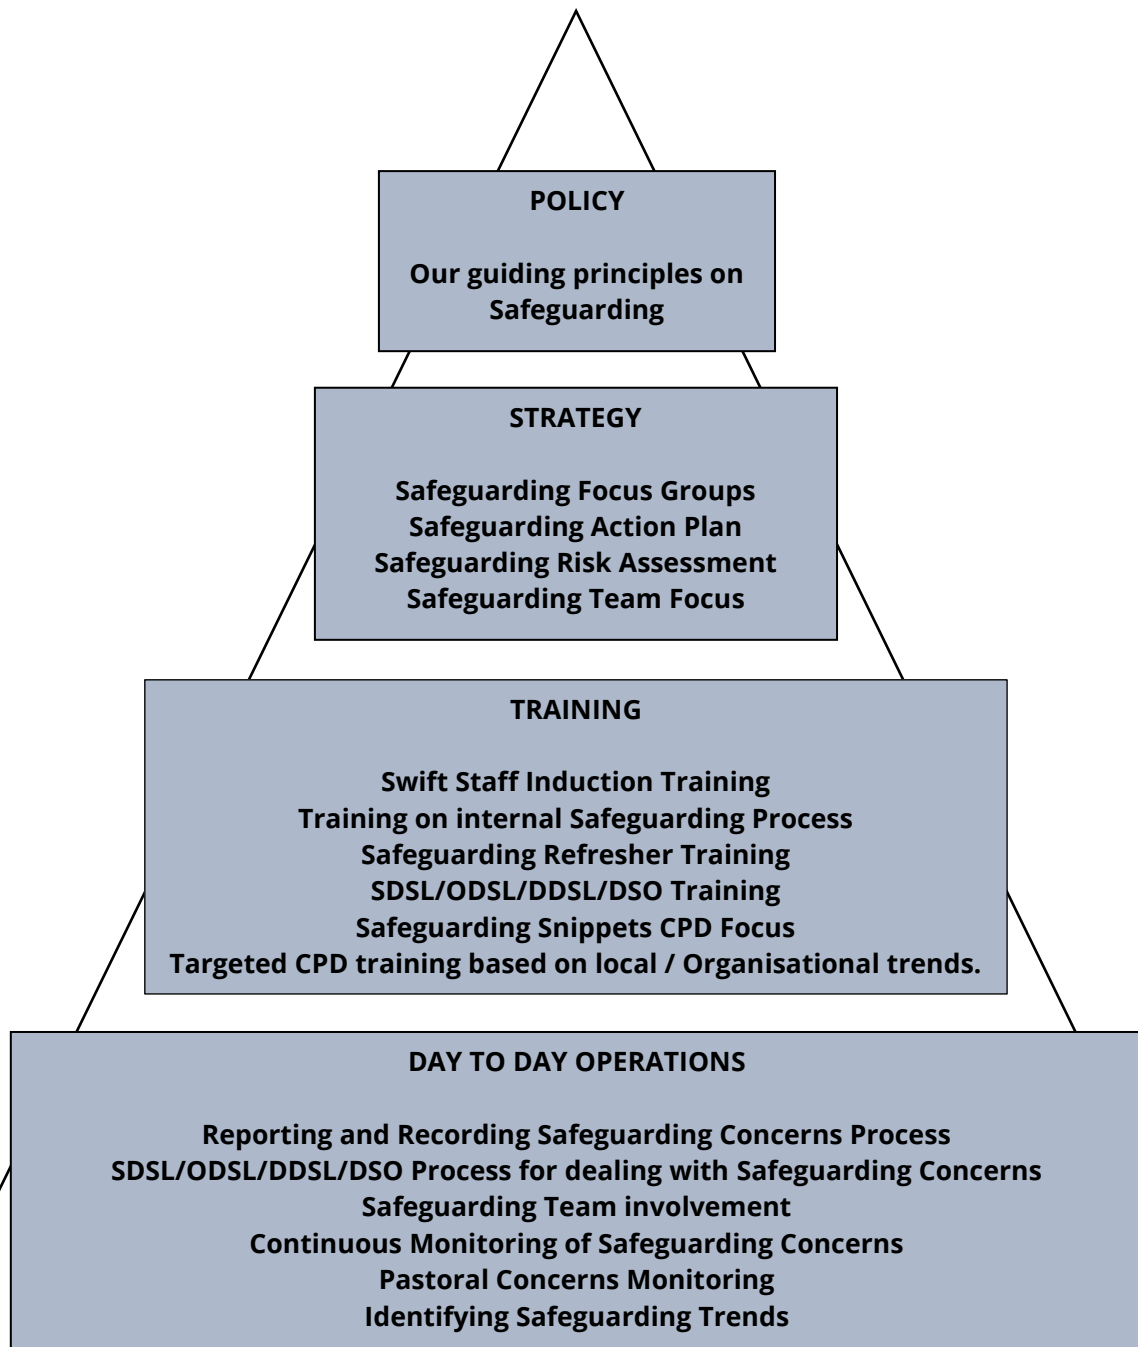 POLICY
Our guiding principles on
Safeguarding
STRATEGY
Safeguarding Focus Groups
Safeguarding Action Plan
Safeguarding Risk Assessment
Safeguarding Team Focus
TRAINING
Swift Staff Induction Training
Training on internal Safeguarding Process
Safeguarding Refresher Training
SDSL/ODSL/DDSL/DSO Training
Safeguarding Snippets CPD Focus
Targeted CPD training based on local / Organisational trends.
DAY TO DAY OPERATIONS
Reporting and Recording Safeguarding Concerns Process
SDSL/ODSL/DDSL/DSO Process for dealing with Safeguarding Concerns
Safeguarding Team involvement
Continuous Monitoring of Safeguarding Concerns
Pastoral Concerns Monitoring
Identifying Safeguarding Trends